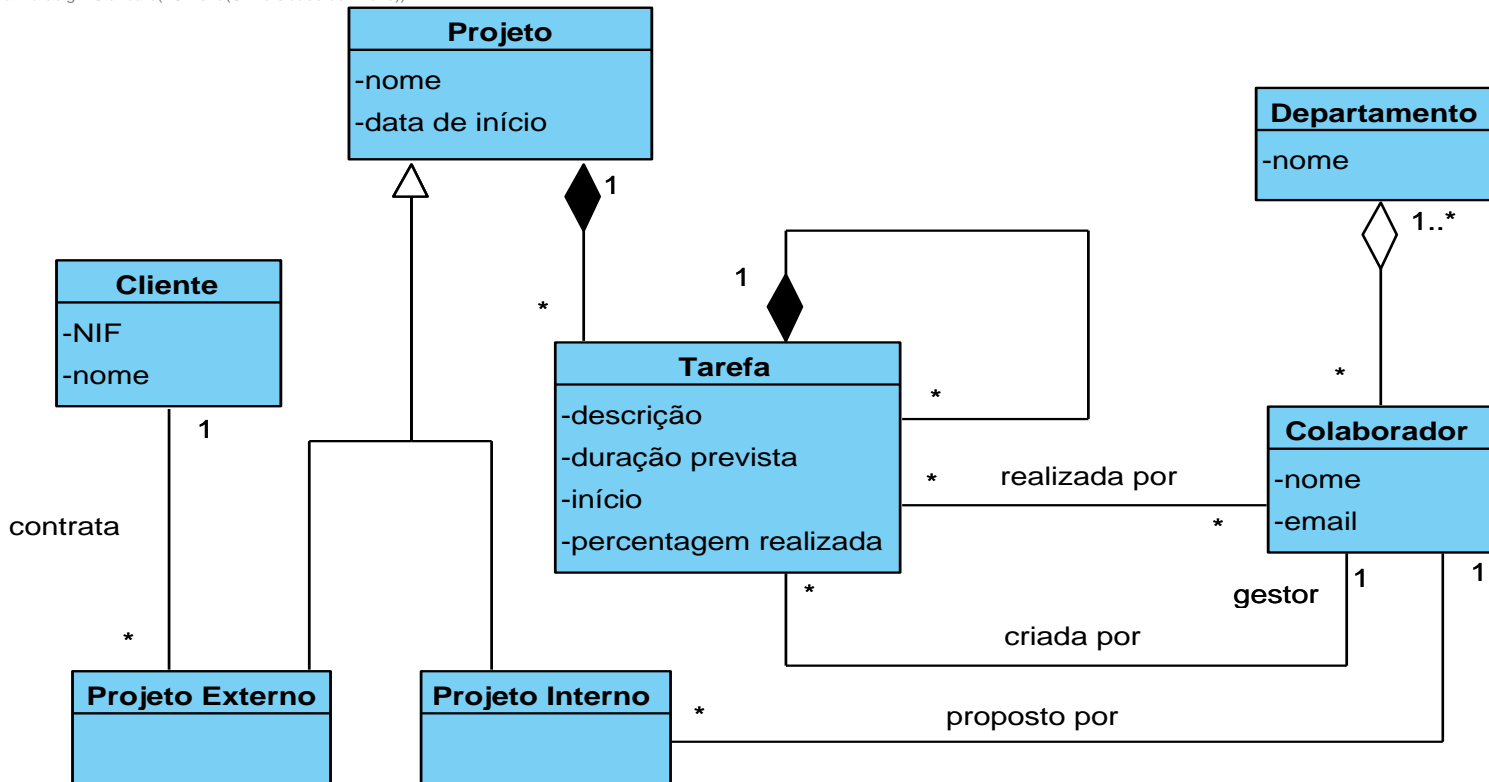 Projeto
-nome
-data de início
1
Departamento
-nome
1..*
Cliente
-NIF
-nome
1
contrata
*
*
1
*
Tarefa
-descrição
-duração prevista
-início
-percentagem realizada
*
realizada por
*
*
Colaborador
-nome
-email
*
criada por
gestor
1
1
Projeto Externo
Projeto Interno
*
proposto por